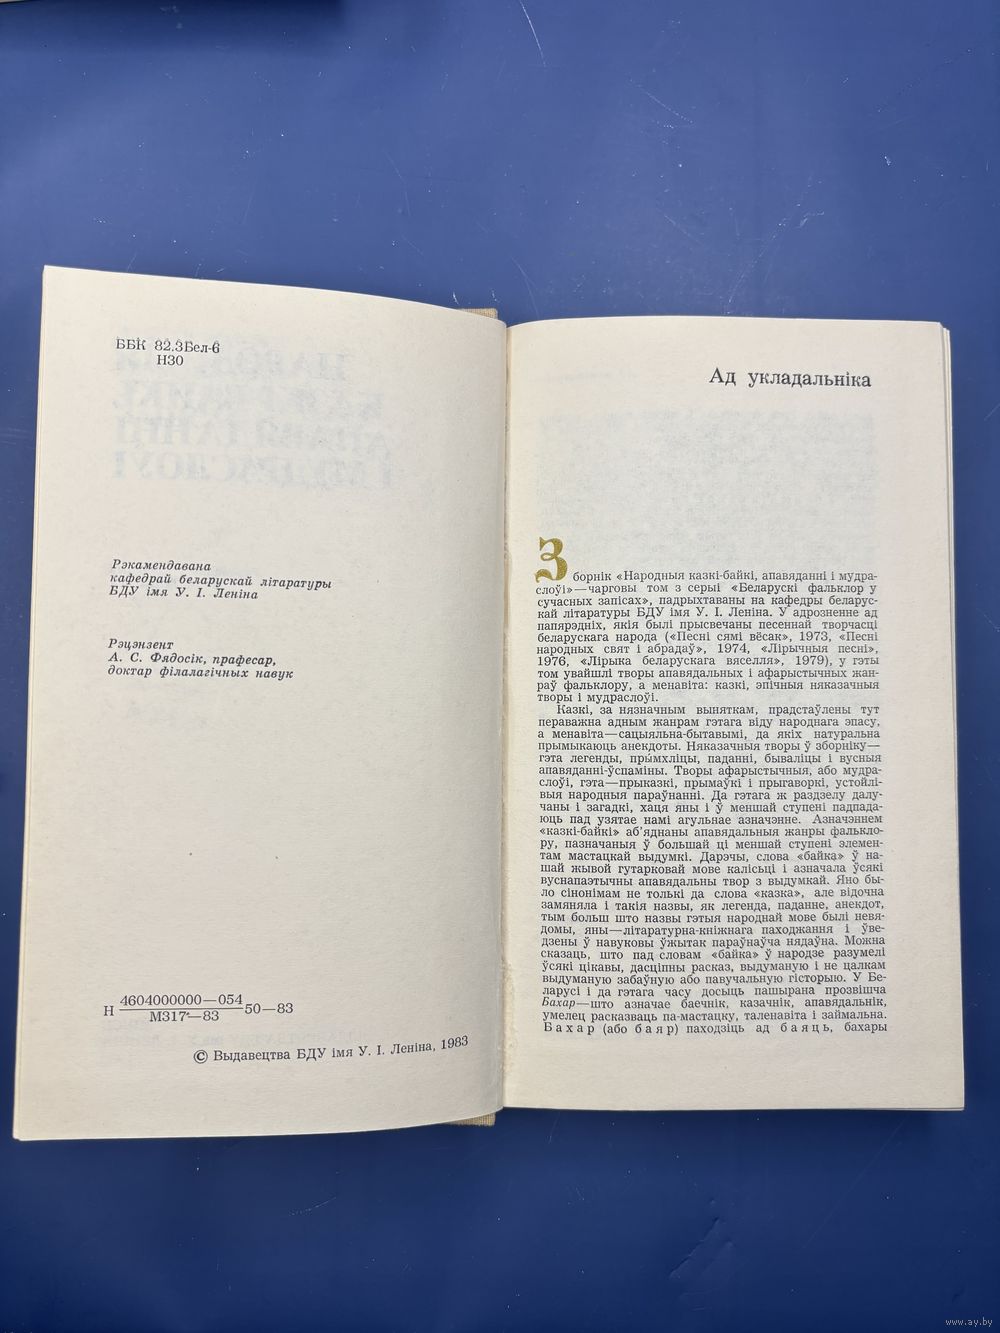 ББК 82.3Бел-6
Н30
Рэкамендавана
кафедрай беларускай літаратуры
БДУ імя У. І. Леніна
Рэцэнзент
А. С. Фядосік, прафесар,
доктар філалагічных навук
Н 4604000000—054 50—83
М317—83
© Выдавецтва БДУ імя У. І. Леніна, 1983
Ад укладальніка
Зборнік «Народныя казкі-байкі, апавяданні і мудра-
слоўі»—чарговы том з серыі «Беларускі фальклор у
сучасных запісах», падрыхтаваны на кафедры беларус-
кай літаратуры БДУ імя У. І. Леніна. У адрозненне ад
папярэдніх, якія былі прысвечаны песеннай творчасці
беларускага народа («Песні сямі вёсак», 1973, «Песні
народных свят і абрадаў», 1974, «Лірычныя песні»,
1976, «Лірыка беларускага вяселля», 1979), у гэты
том увайшлі творы апавядальных і афарыстычных жан-
раў фальклору, а менавіта: казкі, эпічныя няказачныя
творы і мудраслоўі.
Казкі, за нязначным выняткам, прадстаўлены тут
пераважна адным жанрам гэтага віду народнага эпасу,
а менавіта—сацыяльна-бытавымі, да якіх натуральна
прымыкаюць анекдоты. Няказачныя творы ў зборніку—
гэта легенды, прымхліцы, паданні, бываліцы і вусныя
апавяданні-ўспаміны. Творы афарыстычныя, або мудра-
слоўі, гэта—прыказкі, прымаўкі і прыгаворкі, устойлі-
выя народныя параўнанні. Да гэтага ж раздзелу далу-
чаны і загадкі, хаця яны і ў меншай ступені падпада-
юць пад узятае намі агульнае азначэнне. Азначэннем
«казкі-байкі» аб’яднаны апавядальныя жанры фалькло-
ру, пазначаныя ў большай ці меншай ступені элемен-
там мастацкай выдумкі. Дарэчы, слова «байка» ў на-
шай жывой гутарковай мове калісьці і азначала ўсякі
вуснапаэтычны апавядальны твор з выдумкай. Яно бы-
ло сінонімам не толькі да слова «казка», але відочна
замяняла і такія назвы, як легенда, паданне, анекдот,
тым больш што назвы гэтыя народнай мове былі невя-
домы, яны—літаратурна-кніжнага паходжання і ўве-
дзены ў навуковы ўжытак параўнаўча нядаўна. Можна
сказаць, што пад словам «байка» ў народзе разумелі
ўсякі цікавы, дасціпны расказ, выдуманую і не цалкам
выдуманую забаўную або павучальную гісторыю. У Бе-
ларусі і да гэтага часу досыць пашырана прозвішча
Бахар—што азначае баечнік, казачнік, апавядальнік,
умелец расказваць па-мастацку, таленавіта і займальна.
Бахар (або баяр) паходзіць ад баяць, бахары
www.ay.by